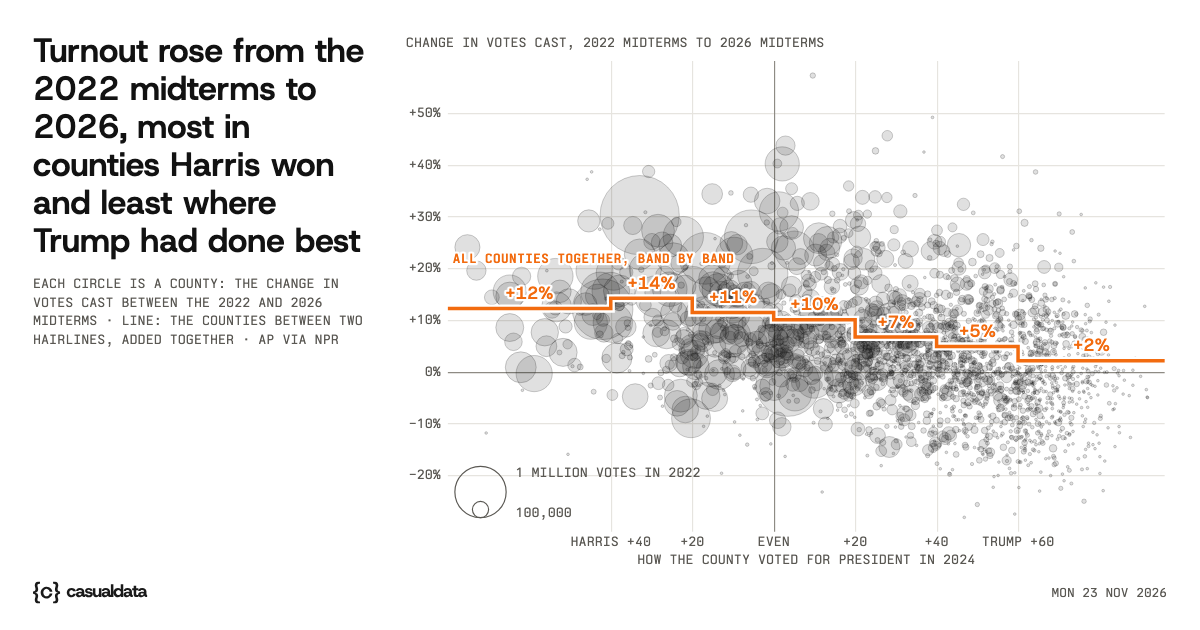 Turnout rose from the
2022 midterms to
2026, most in
counties Harris won
and least where
Trump had done best
EACH CIRCLE IS A COUNTY: THE CHANGE IN
VOTES CAST BETWEEN THE 2022 AND 2026
MIDTERMS · LINE: THE COUNTIES BETWEEN TWO
HAIRLINES, ADDED TOGETHER · AP VIA NPR
CHANGE IN VOTES CAST, 2022 MIDTERMS TO 2026 MIDTERMS
+50%
+40%
+30%
+20%
+10%
0%
−10%
−20%
ALL COUNTIES TOGETHER, BAND BY BAND
+12%
+14%
+11%
+10%
+7%
+5%
+2%
1 MILLION VOTES IN 2022
100,000
HARRIS +40 +20 EVEN +20 +40 TRUMP +60
HOW THE COUNTY VOTED FOR PRESIDENT IN 2024
{c} casualdata
MON 23 NOV 2026